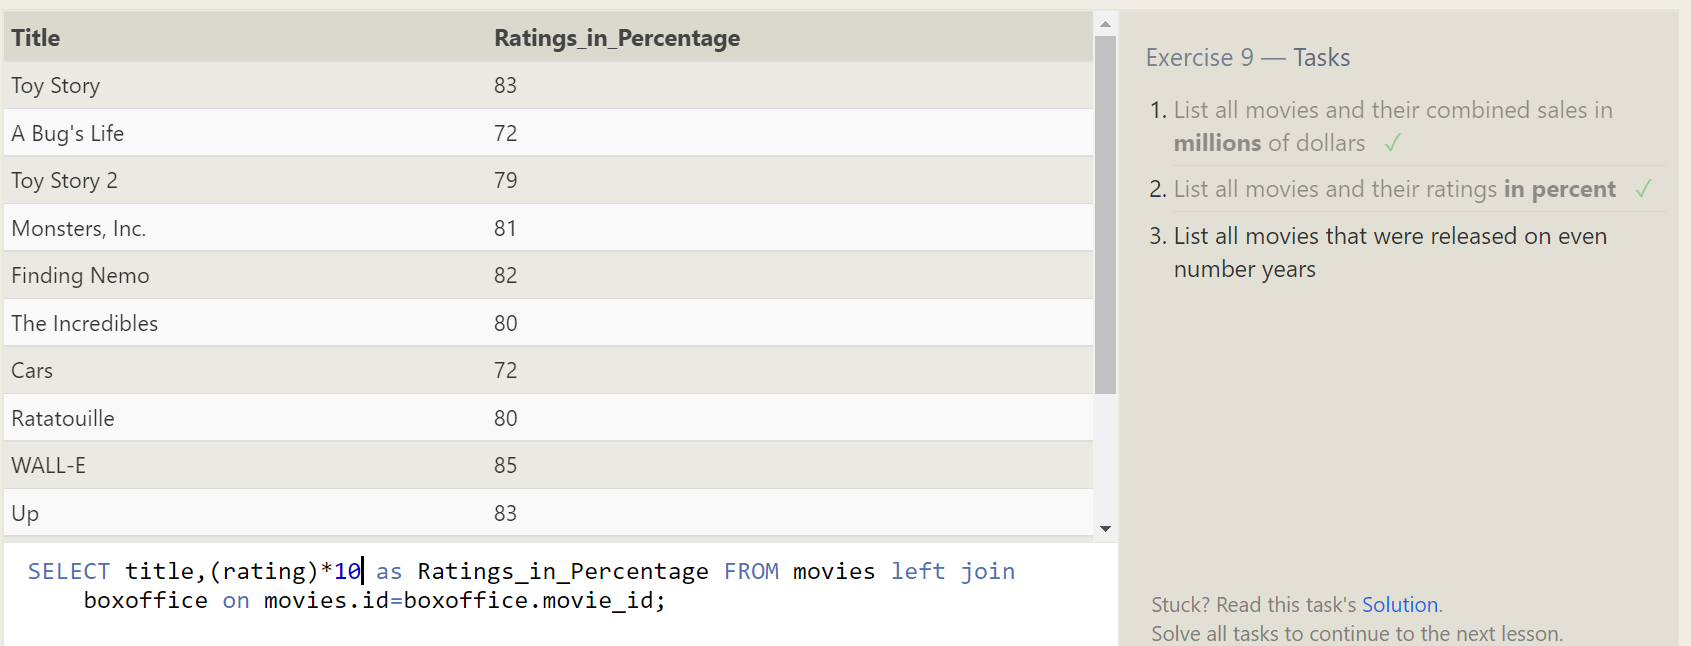 Title Ratings_in_Percentage
Toy Story 83
A Bug's Life 72
Toy Story 2 79
Monsters, Inc. 81
Finding Nemo 82
The Incredibles 80
Cars 72
Ratatouille 80
WALL-E 85
Up 83
SELECT title,(rating)*10 as Ratings_in_Percentage FROM movies left join
boxoffice on movies.id=boxoffice.movie_id;
Exercise 9 — Tasks
1. List all movies and their combined sales in
millions of dollars ✓
2. List all movies and their ratings in percent ✓
3. List all movies that were released on even
number years
Stuck? Read this task's Solution.
Solve all tasks to continue to the next lesson.